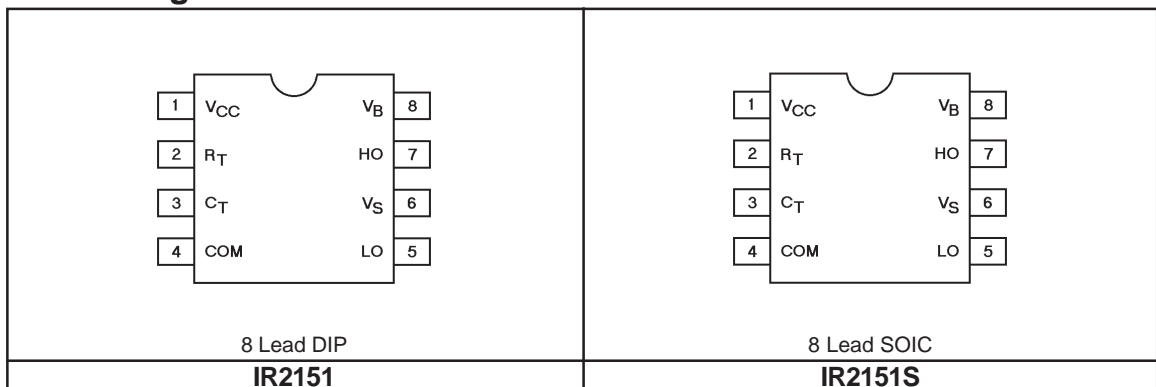 1 VCC VB 8
2 RT HO 7
3 CT VS 6
4 COM LO 5
8 Lead DIP
IR2151
1 VCC VB 8
2 RT HO 7
3 CT VS 6
4 COM LO 5
8 Lead SOIC
IR2151S